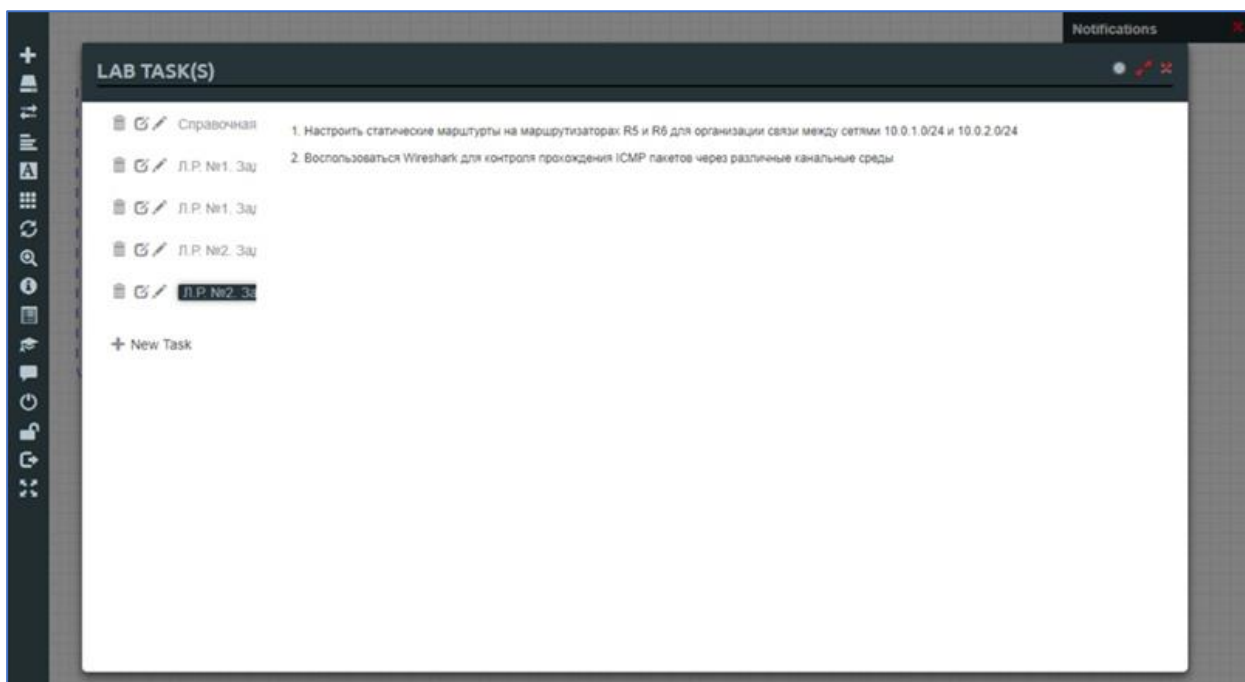 Notifications
LAB TASK(S)
Справочная
1. Настроить статические маршturты на маршрутизаторах R5 и R6 для организации связи между сетями 10.0.1.0/24 и 10.0.2.0/24
2. Воспользоваться Wireshark для контроля прохождения ICMP пакетов через различные канальные среды
Л.Р. №1. За
Л.Р. №1. За
Л.Р. №2. За
Л.Р. №2. За
New Task